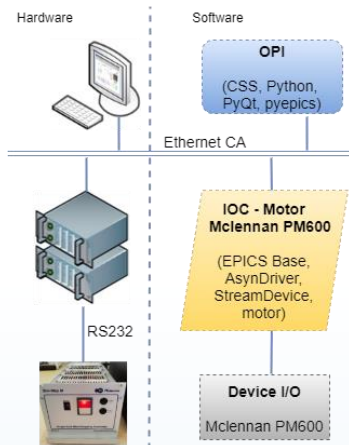 Hardware
Software
OPI
(CSS, Python,
PyQt, pyepics)
Ethernet CA
IOC - Motor
Mclennan PM600
(EPICS Base,
AsynDriver,
StreamDevice,
motor)
RS232
Device I/O
Mclennan PM600